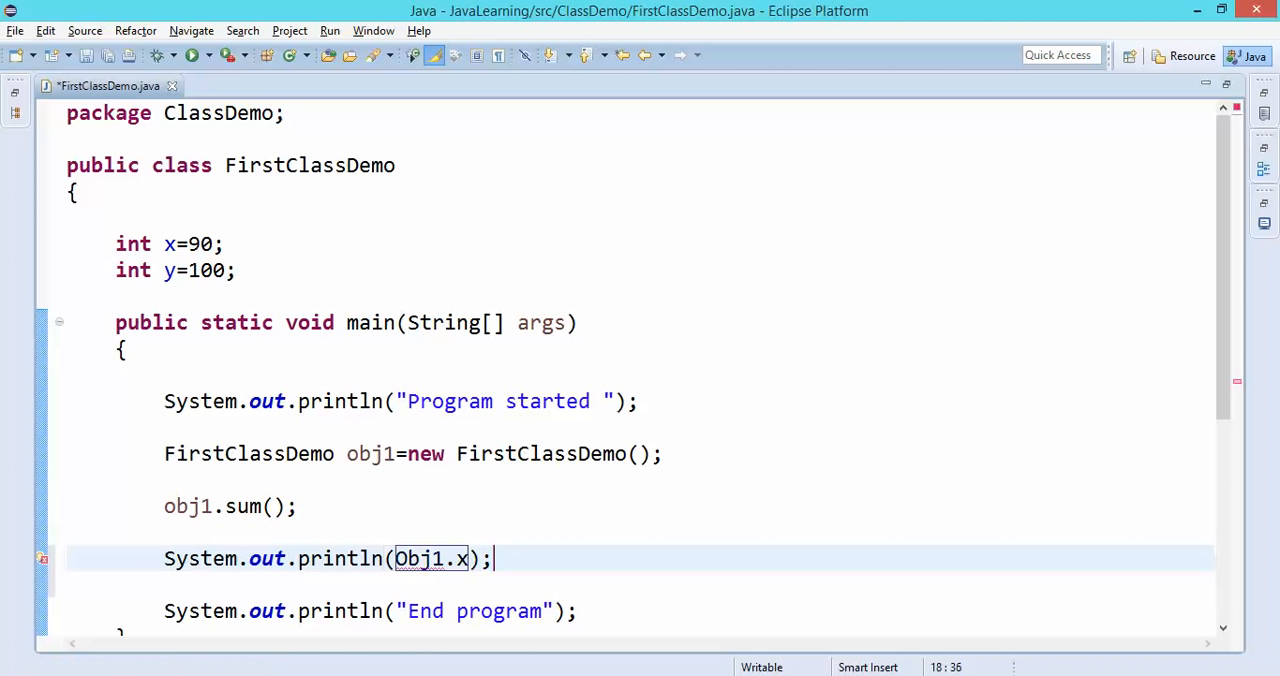 Java - JavaLearning/src/ClassDemo/FirstClassDemo.java - Eclipse Platform
File Edit Source Refactor Navigate Search Project Run Window Help
Quick Access Resource Java
*FirstClassDemo.java
package ClassDemo;
public class FirstClassDemo
{
int x=90;
int y=100;
public static void main(String[] args)
{
System.out.println("Program started ");
FirstClassDemo obj1=new FirstClassDemo();
obj1.sum();
System.out.println(Obj1.x);
System.out.println("End program");
}
Writable Smart Insert 18 : 36